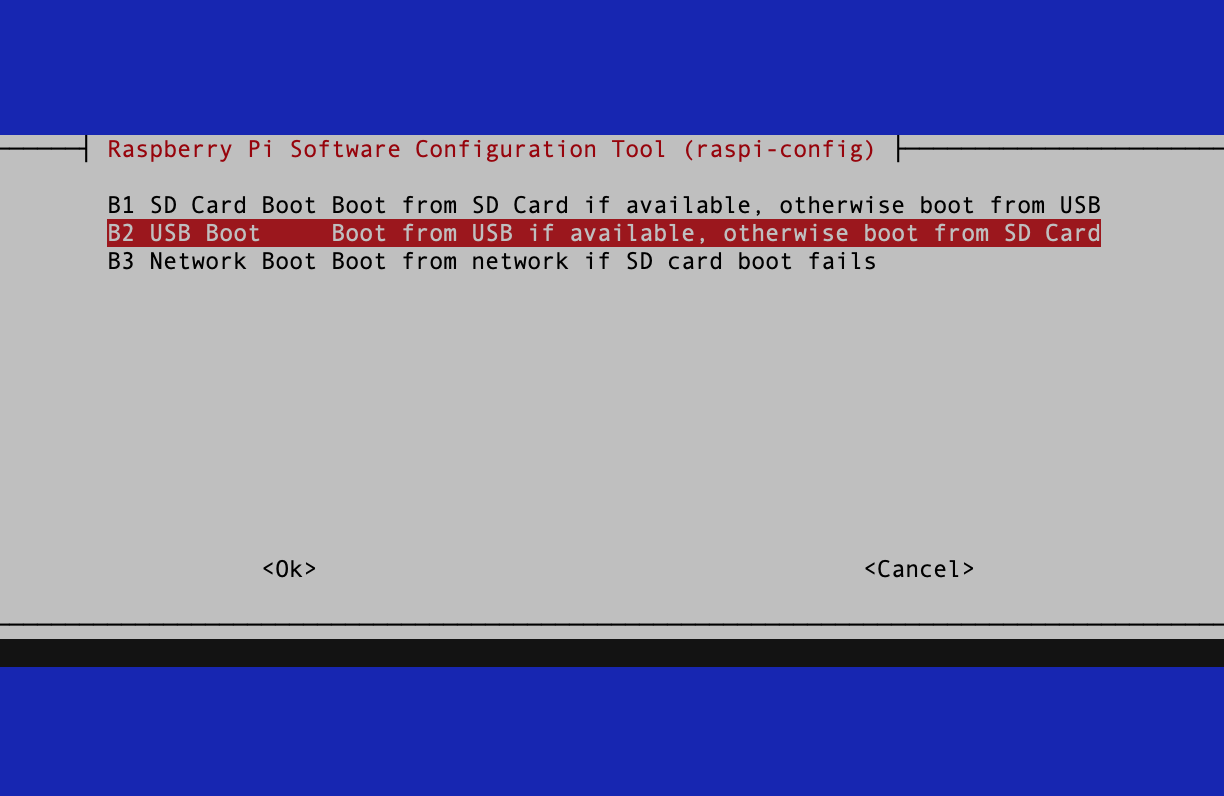 Raspberry Pi Software Configuration Tool (raspi-config)
B1 SD Card Boot Boot from SD Card if available, otherwise boot from USB
B2 USB Boot     Boot from USB if available, otherwise boot from SD Card
B3 Network Boot Boot from network if SD card boot fails
<Ok> <Cancel>